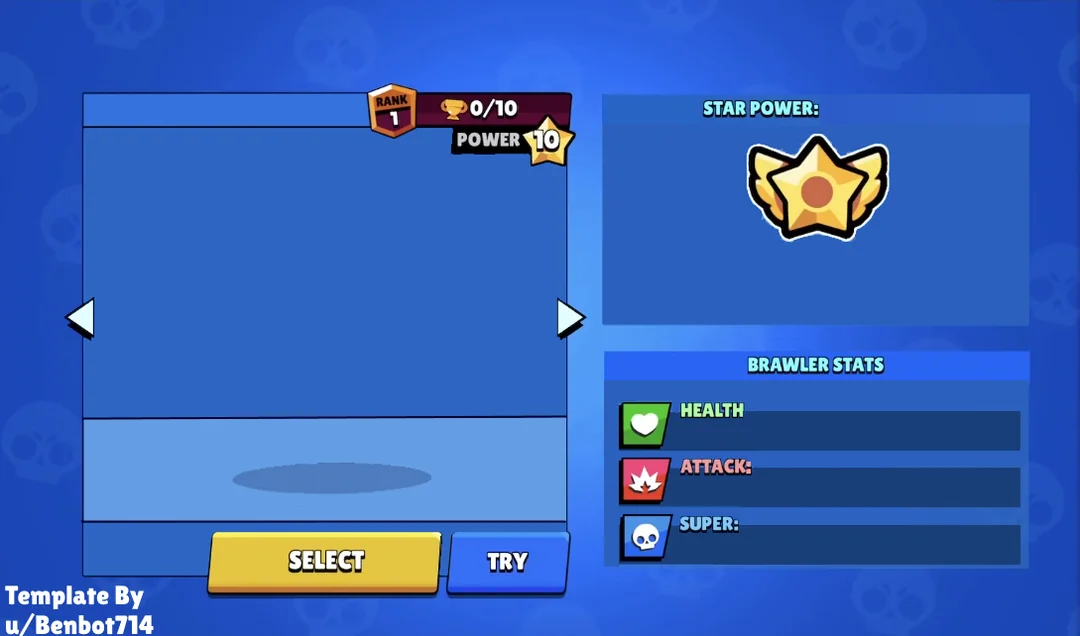 RANK
1
0/10
POWER 10
STAR POWER:
BRAWLER STATS
HEALTH
ATTACK:
SUPER:
SELECT
TRY
Template By
u/Benbot714